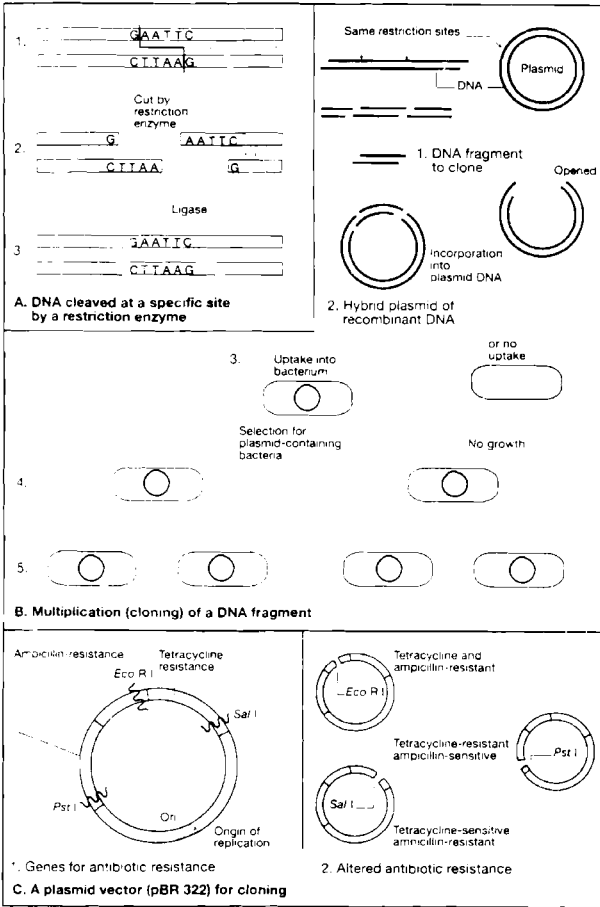 1.
GAATTC
CTTAAG
Cut by
restriction
enzyme
2.
G AATTC
CTTAA G
Ligase
3
GAATTC
CTTAAG
A. DNA cleaved at a specific site
by a restriction enzyme
Same restriction sites
Plasmid
DNA
1. DNA fragment
to clone
Opened
Incorporation
into
plasmid DNA
2. Hybrid plasmid of
recombinant DNA
3. Uptake into
bacterium
or no
uptake
Selection for
plasmid-containing
bacteria
No growth
4.
5.
B. Multiplication (cloning) of a DNA fragment
Ampicillin-resistance
Tetracycline
resistance
Eco R I
Sal I
Pst I
Ori
Origin of
replication
1. Genes for antibiotic resistance
Tetracycline and
ampicillin-resistant
Eco R I
Tetracycline-resistant
ampicillin-sensitive
Pst I
Sal I
Tetracycline-sensitive
ampicillin-resistant
2. Altered antibiotic resistance
C. A plasmid vector (pBR 322) for cloning